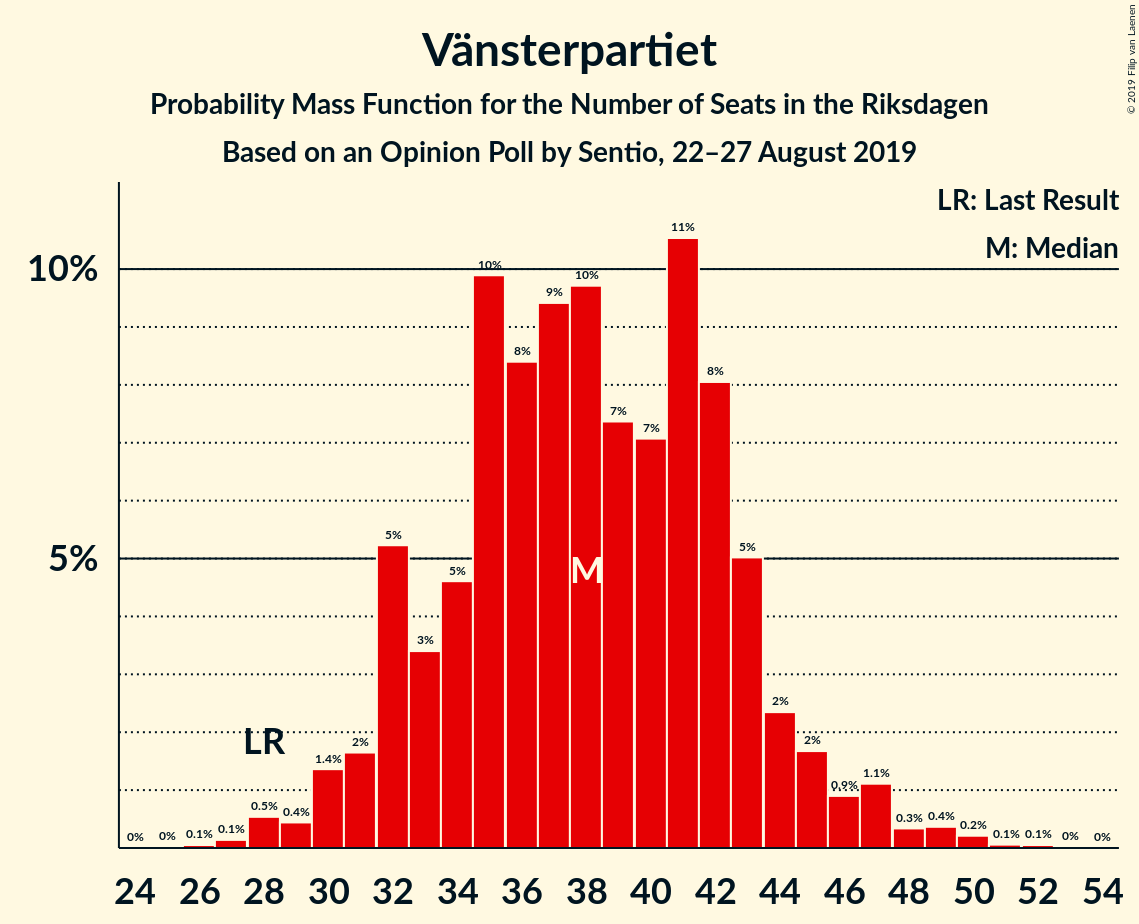 Vänsterpartiet
Probability Mass Function for the Number of Seats in the Riksdagen
Based on an Opinion Poll by Sentio, 22–27 August 2019
© 2019 Filip van Laenen
LR: Last Result
M: Median
10%
5%
0% 0% 0.1% 0.1% 0.5% 0.4% 1.4% 2% 5% 3% 5% 10% 8% 9% 10% 7% 7% 11% 8% 5% 2% 2% 0.9% 1.1% 0.3% 0.4% 0.2% 0.1% 0.1% 0% 0%
LR
M
24 26 28 30 32 34 36 38 40 42 44 46 48 50 52 54